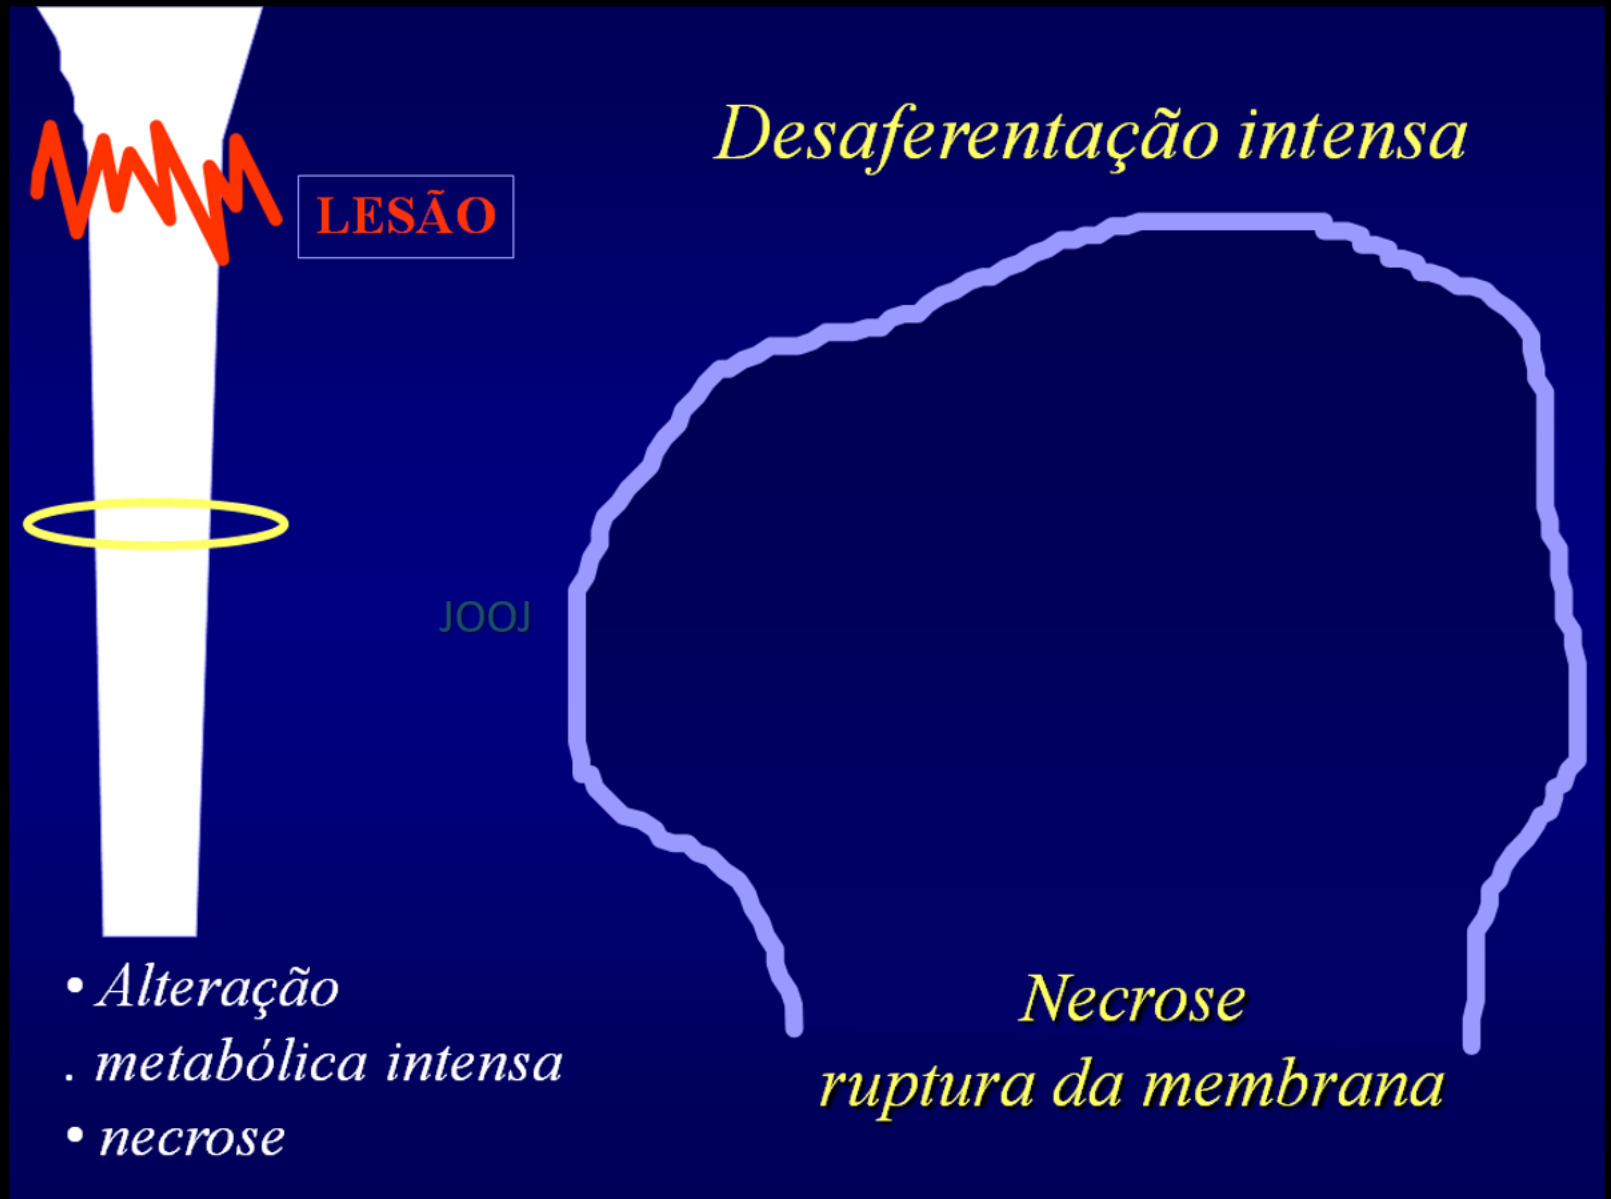 Desaferentação intensa
LESÃO
JOOJ
• Alteração
. metabólica intensa
• necrose
Necrose
ruptura da membrana